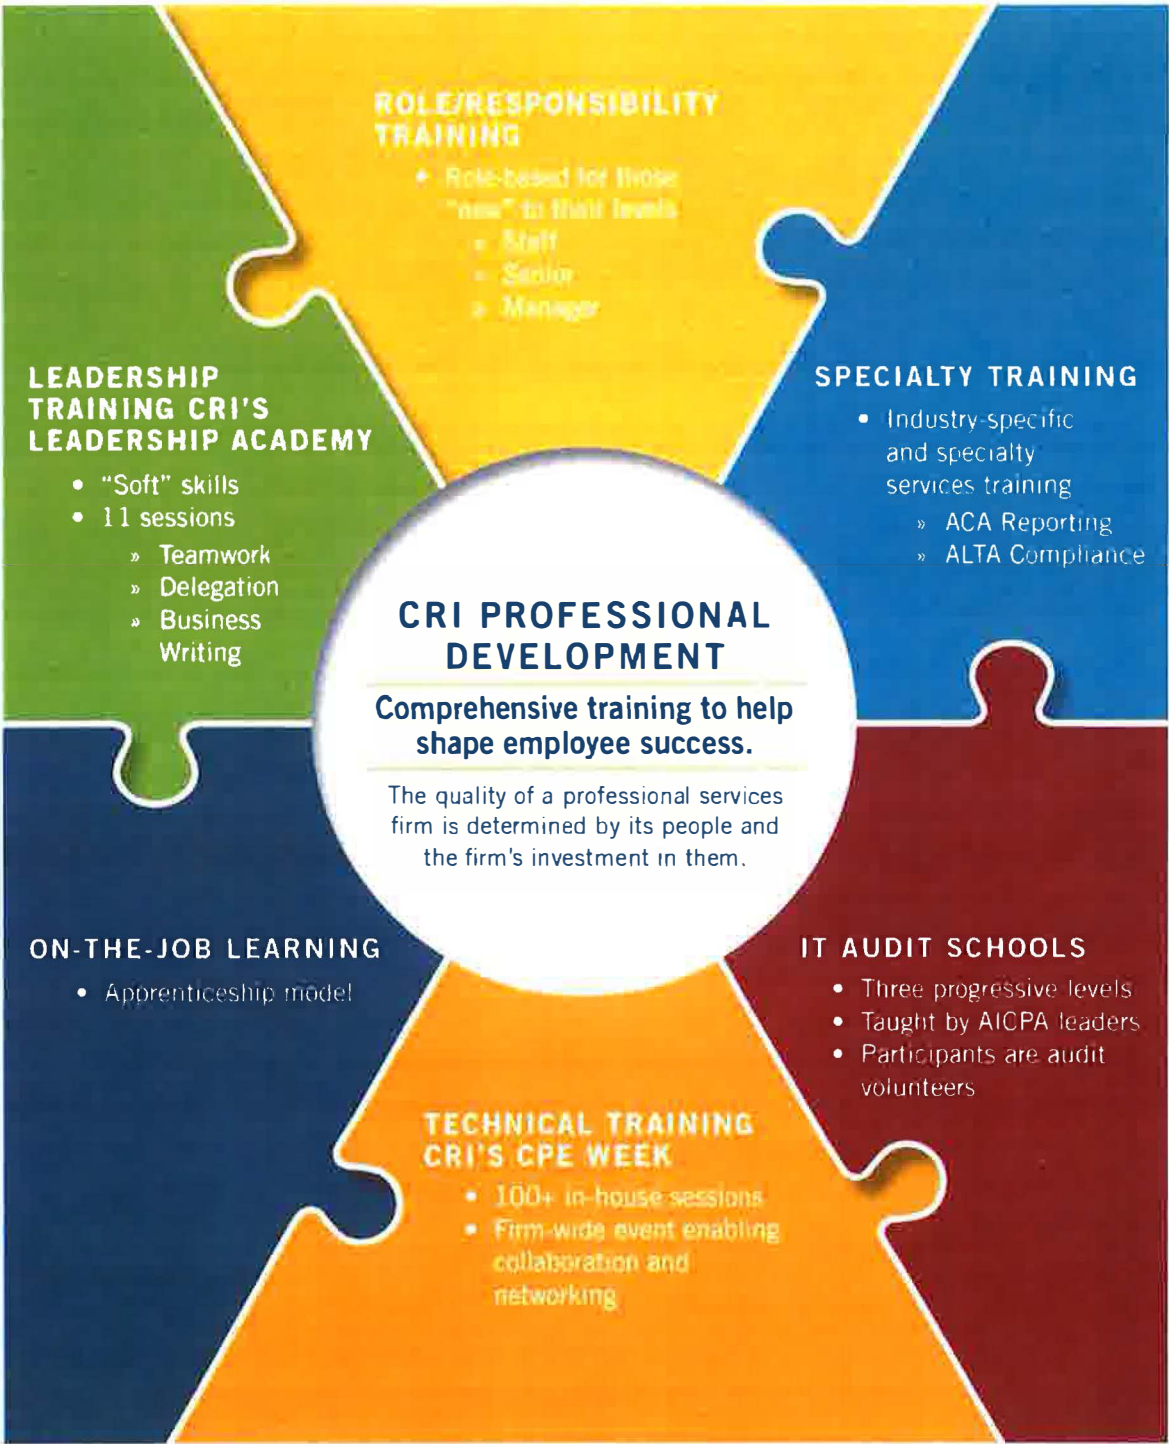 ROLE/RESPONSIBILITY
TRAINING
• Role-based for those
"new" to their levels
» Staff
» Senior
» Manager
LEADERSHIP
TRAINING CRI'S
LEADERSHIP ACADEMY
• "Soft" skills
• 11 sessions
» Teamwork
» Delegation
» Business
Writing
SPECIALTY TRAINING
• Industry-specific
and specialty
services training
» ACA Reporting
» ALTA Compliance
CRI PROFESSIONAL
DEVELOPMENT
Comprehensive training to help
shape employee success.
The quality of a professional services
firm is determined by its people and
the firm's investment in them.
ON-THE-JOB LEARNING
• Apprenticeship model
IT AUDIT SCHOOLS
• Three progressive levels
• Taught by AICPA leaders
• Participants are audit
volunteers
TECHNICAL TRAINING
CRI'S CPE WEEK
• 100+ in-house sessions
• Firm-wide event enabling
collaboration and
networking